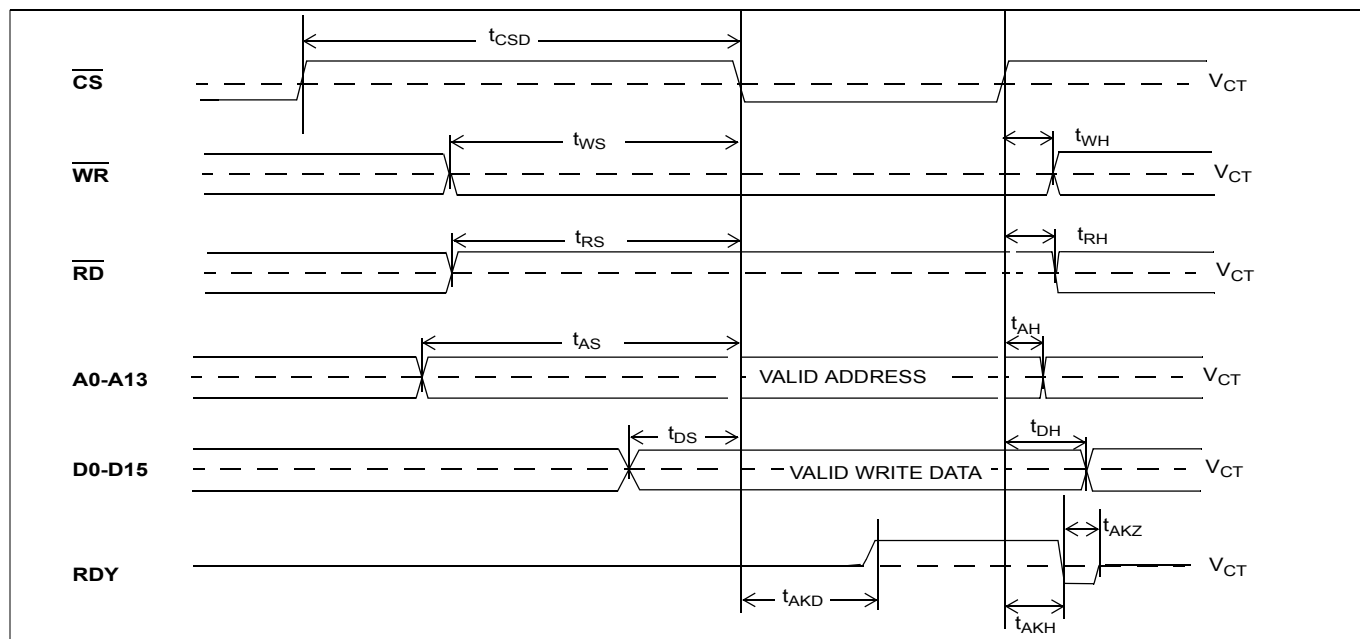 tCSD
CS VCT
tWS tWH
WR VCT
tRS tRH
RD VCT
tAS tAH
A0-A13 VALID ADDRESS VCT
tDS tDH
D0-D15 VALID WRITE DATA VCT
tAKZ
RDY VCT
tAKD
tAKH